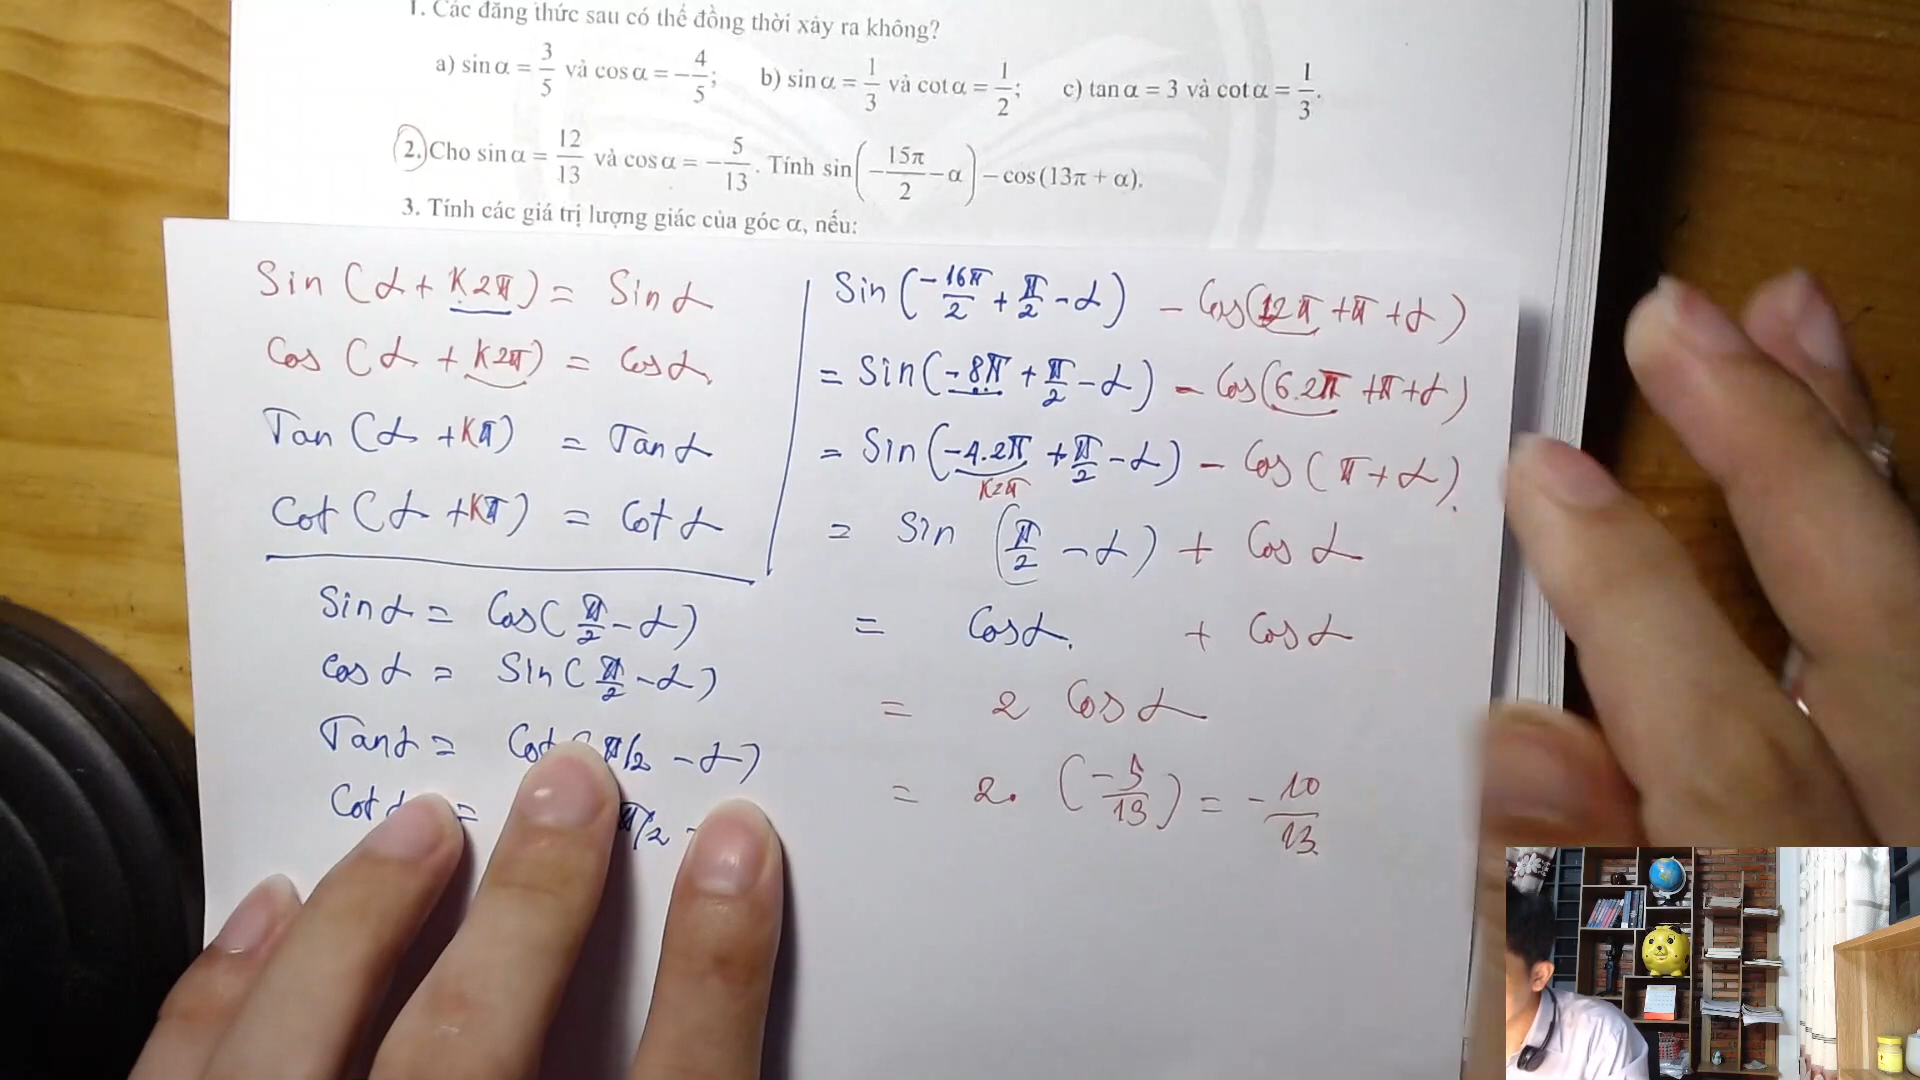 1. Các đẳng thức sau có thể đồng thời xảy ra không?
a) sin α = 3/5 và cos α = −4/5; b) sin α = 1/3 và cot α = 1/2; c) tan α = 3 và cot α = 1/3.
2. Cho sin α = 12/13 và cos α = −5/13. Tính sin(−15π/2 − α) − cos(13π + α).
3. Tính các giá trị lượng giác của góc α, nếu:
Sin (α + K2π) = Sin α
Cos (α + K2π) = Cos α
Tan (α + Kπ) = Tan α
Cot (α + Kπ) = Cot α
Sin α = Cos (π/2 − α)
Cos α = Sin (π/2 − α)
Tan α = Cot (π/2 − α)
Cot α = π/2 −
Sin (−16π/2 + π/2 − α) − Cos (12π + π + α)
= Sin (−8π + π/2 − α) − Cos (6.2π + π + α)
= Sin (−4.2π + π/2 − α) − Cos (π + α).
K2π
= Sin (π/2 − α) + Cos α
= Cos α. + Cos α
= 2 Cos α
= 2. (−5/13) = −10/13